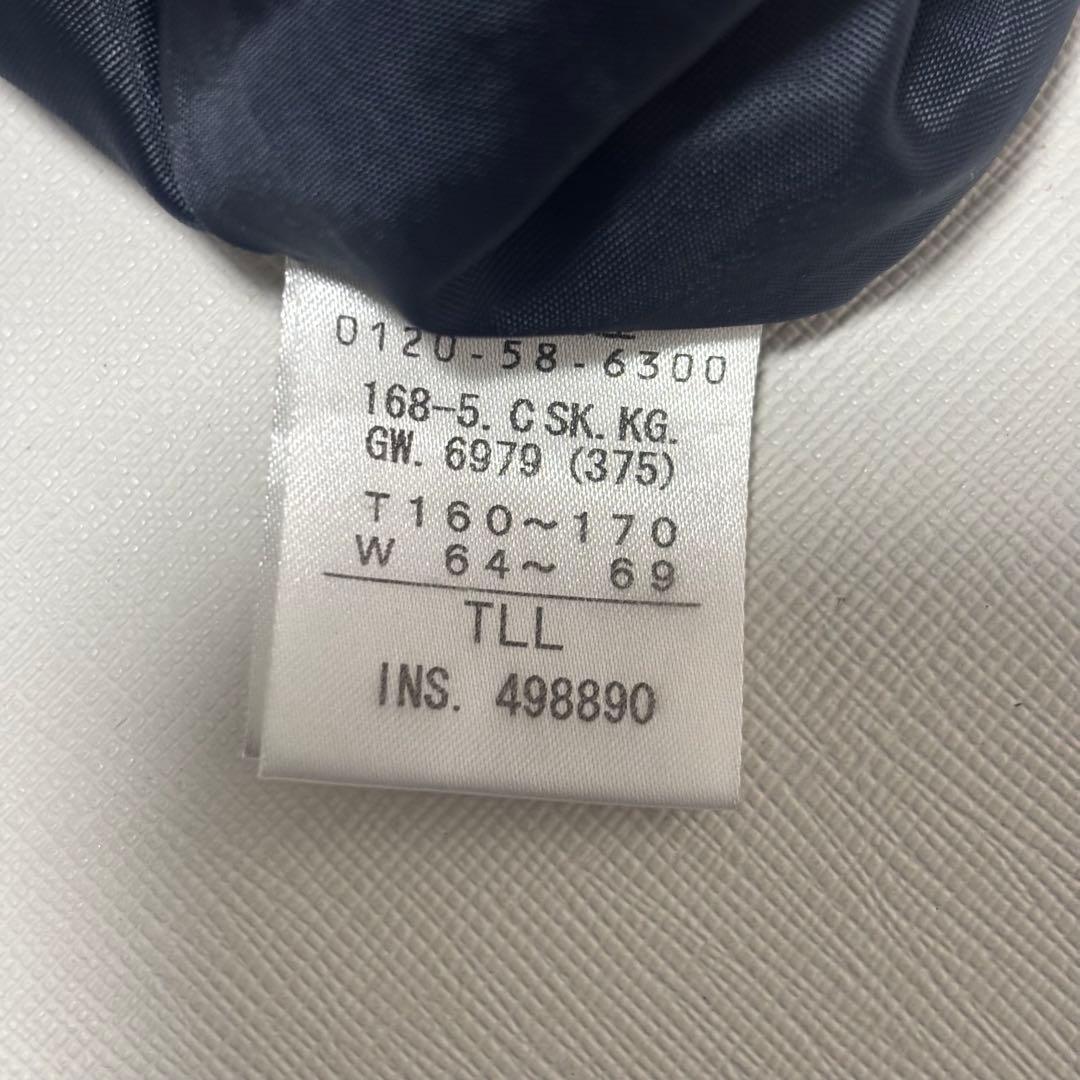 0120-58-6300
168-5. C SK. KG.
GW. 6979 (375)
T160～170
W 64～ 69
TLL
INS. 498890